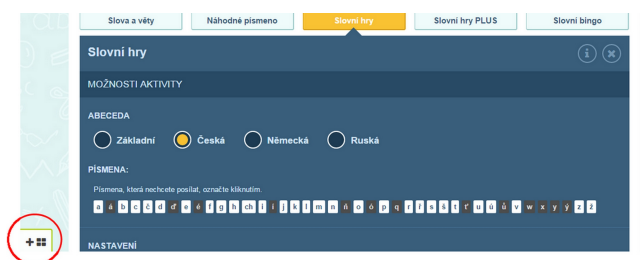 Slova a věty Náhodné písmeno Slovní hry Slovní hry PLUS Slovní bingo
Slovní hry
MOŽNOSTI AKTIVITY
ABECEDA
Základní Česká Německá Ruská
PÍSMENA:
Písmena, která nechcete posílat, označte kliknutím.
a á b c č d ď e é f g h ch i í j k l m n ň o ó p q r ř s š t ť u ú ů v w x y ý z ž
NASTAVENÍ